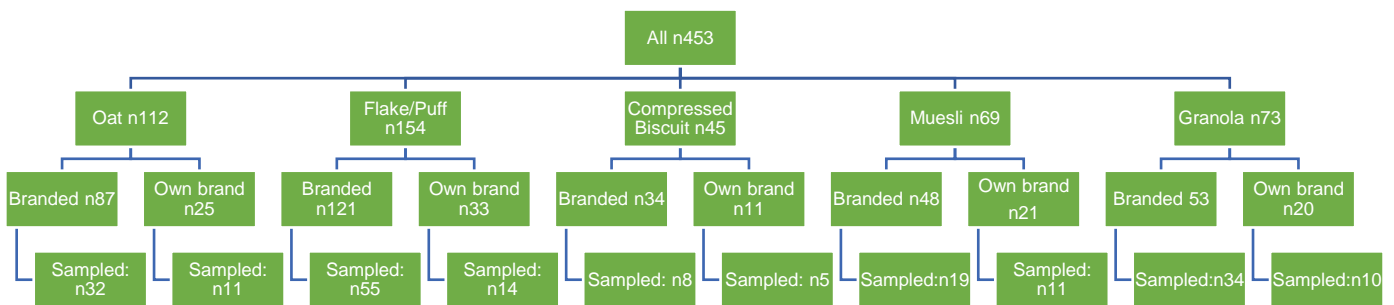 All n453
Oat n112
Flake/Puff
n154
Compressed
Biscuit n45
Muesli n69
Granola n73
Branded n87
Own brand
n25
Branded
n121
Own brand
n33
Branded n34
Own brand
n11
Branded n48
Own brand
n21
Branded 53
Own brand
n20
Sampled:
n32
Sampled:
n11
Sampled:
n55
Sampled:
n14
Sampled: n8
Sampled: n5
Sampled:n19
Sampled:
n11
Sampled:n34
Sampled:n10